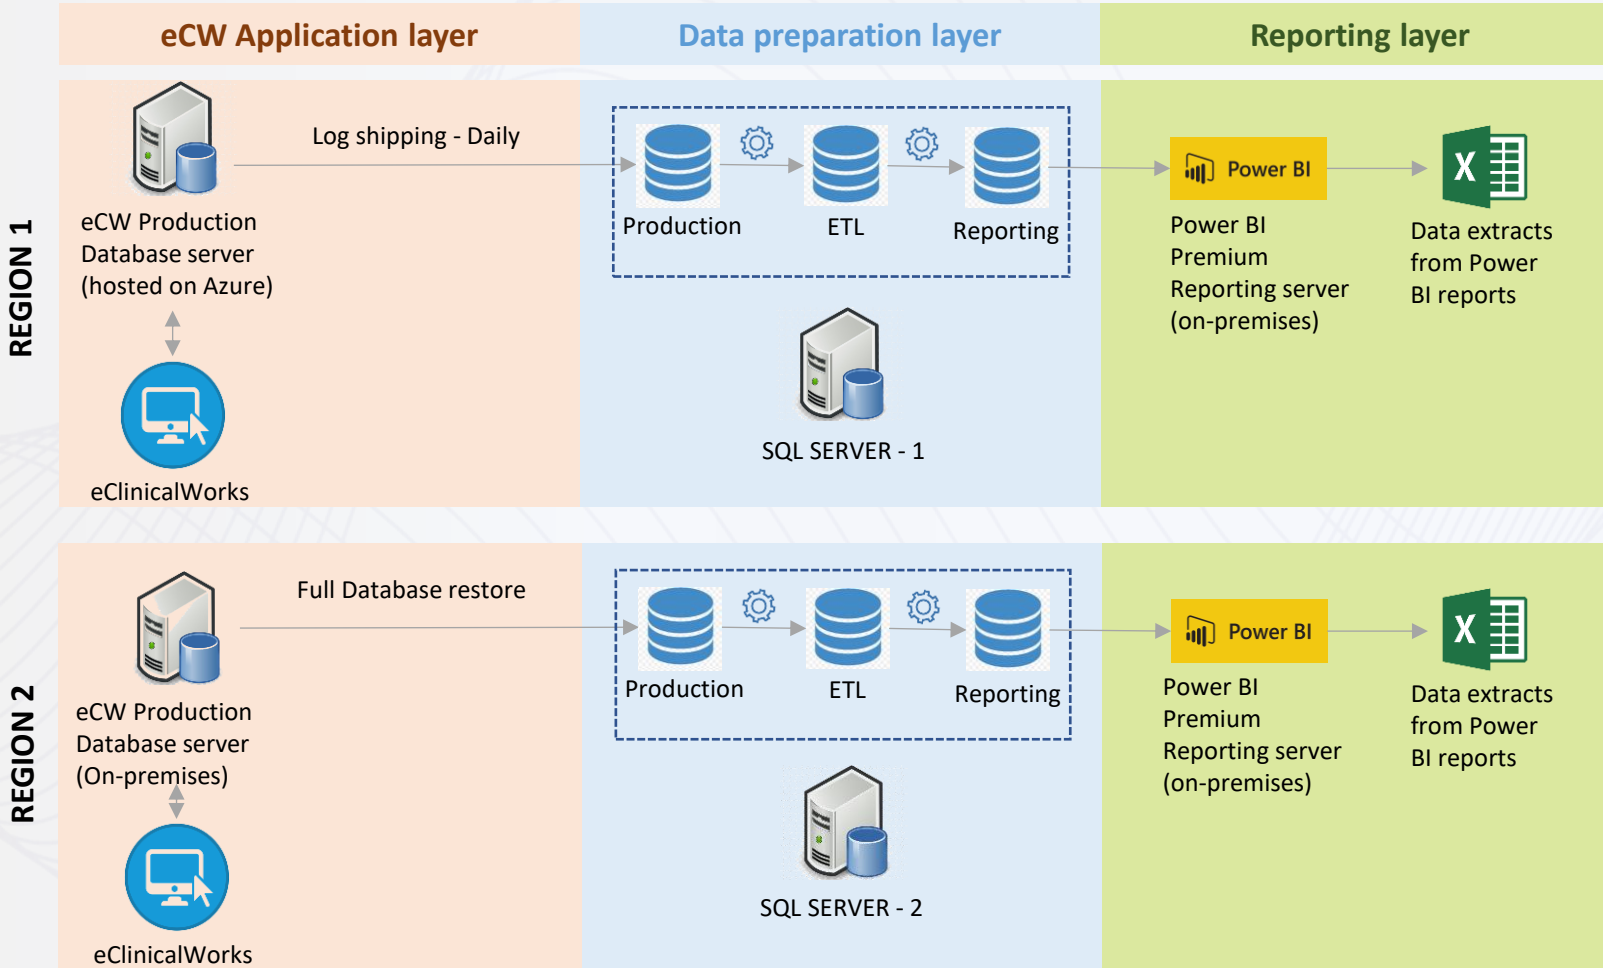 eCW Application layer
Data preparation layer
Reporting layer
REGION 1
Log shipping - Daily
eCW Production
Database server
(hosted on Azure)
eClinicalWorks
Production
ETL
Reporting
SQL SERVER - 1
Power BI
Power BI
Premium
Reporting server
(on-premises)
X
Data extracts
from Power
BI reports
REGION 2
Full Database restore
eCW Production
Database server
(On-premises)
eClinicalWorks
Production
ETL
Reporting
SQL SERVER - 2
Power BI
Power BI
Premium
Reporting server
(on-premises)
X
Data extracts
from Power
BI reports